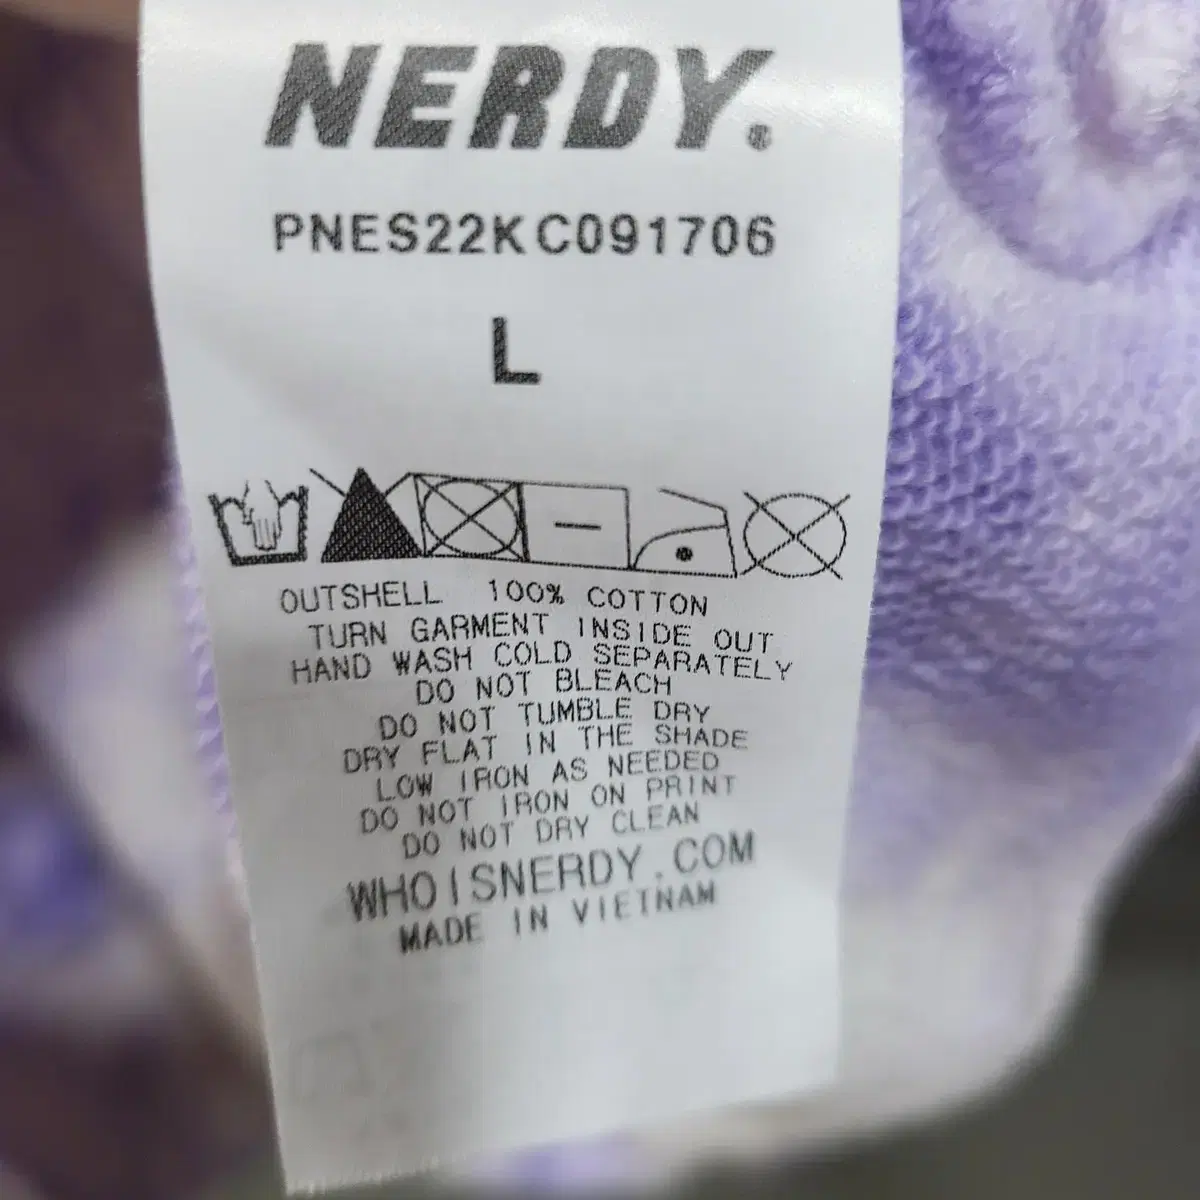 NERDY.
PNES22KC091706
L
OUTSHELL 100% COTTON
TURN GARMENT INSIDE OUT
HAND WASH COLD SEPARATELY
DO NOT BLEACH
DO NOT TUMBLE DRY
DRY FLAT IN THE SHADE
LOW IRON AS NEEDED
DO NOT IRON ON PRINT
DO NOT DRY CLEAN
WHOISNERDY.COM
MADE IN VIETNAM